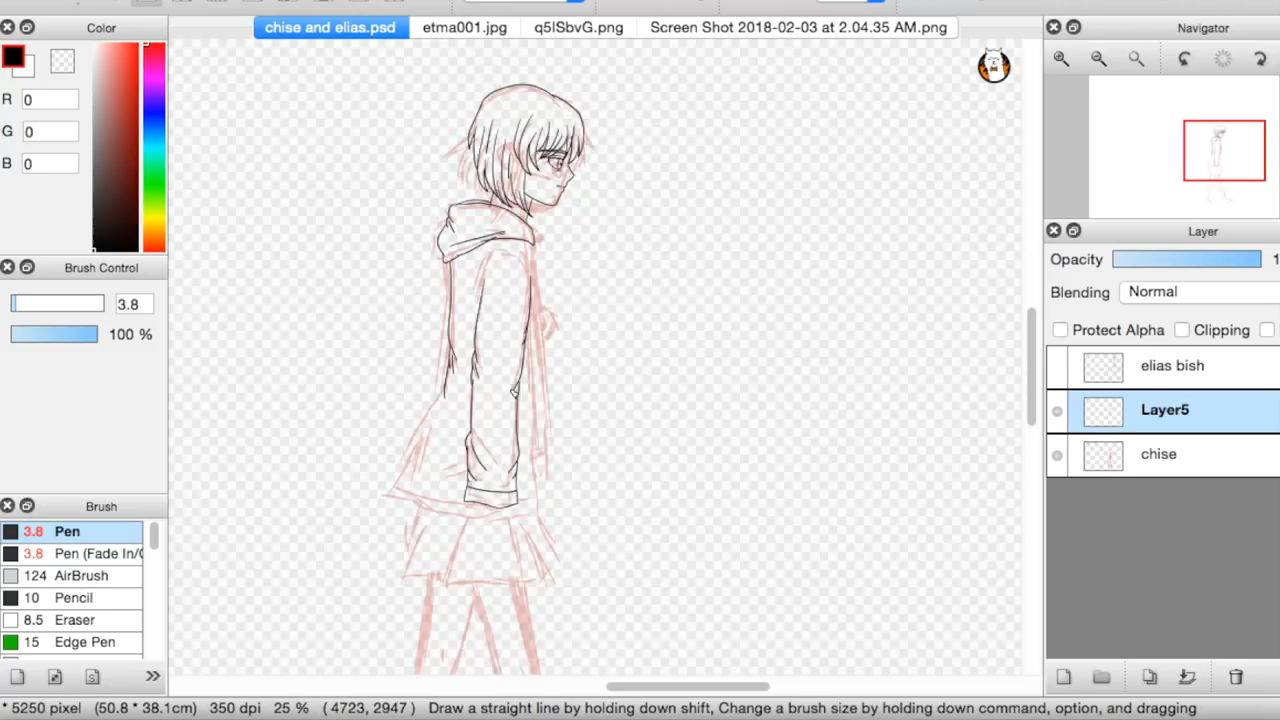 chise and elias.psd
etma001.jpg
q5lSbvG.png
Screen Shot 2018-02-03 at 2.04.35 AM.png
Color
R 0
G 0
B 0
Brush Control
3.8
100 %
Brush
3.8 Pen
3.8 Pen (Fade In/
124 AirBrush
10 Pencil
8.5 Eraser
15 Edge Pen
Navigator
Layer
Opacity
Blending Normal
Protect Alpha Clipping
elias bish
Layer5
chise
* 5250 pixel (50.8 * 38.1cm) 350 dpi 25 % ( 4723, 2947 ) Draw a straight line by holding down shift, Change a brush size by holding down command, option, and dragging